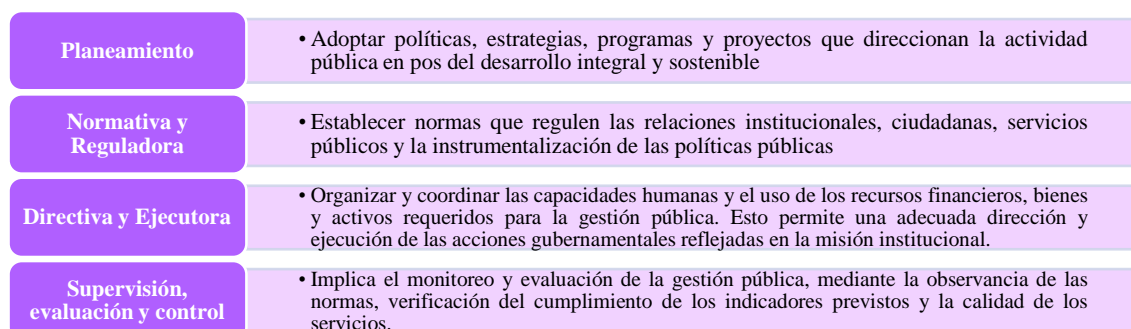 Planeamiento
• Adoptar políticas, estrategias, programas y proyectos que direccionan la actividad
pública en pos del desarrollo integral y sostenible
Normativa y
Reguladora
• Establecer normas que regulen las relaciones institucionales, ciudadanas, servicios
públicos y la instrumentalización de las políticas públicas
Directiva y Ejecutora
• Organizar y coordinar las capacidades humanas y el uso de los recursos financieros, bienes
y activos requeridos para la gestión pública. Esto permite una adecuada dirección y
ejecución de las acciones gubernamentales reflejadas en la misión institucional.
Supervisión,
evaluación y control
• Implica el monitoreo y evaluación de la gestión pública, mediante la observancia de las
normas, verificación del cumplimiento de los indicadores previstos y la calidad de los
servicios.